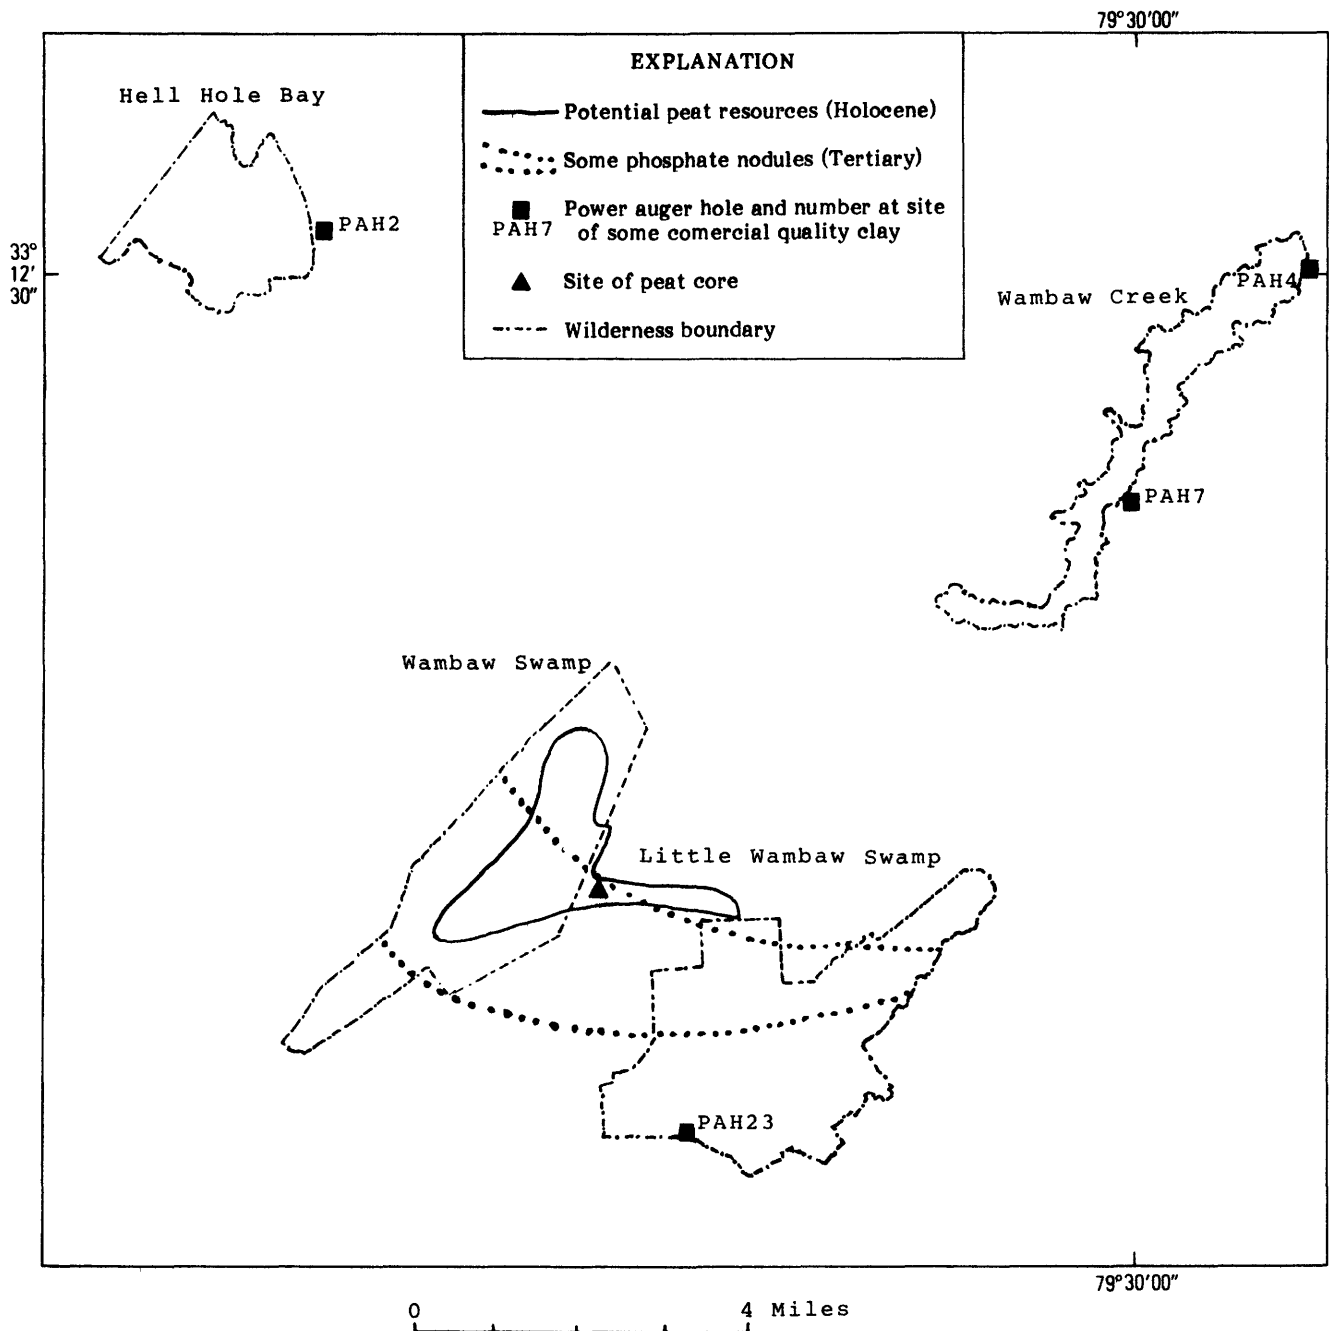 79°30'00"
EXPLANATION
Hell Hole Bay
Potential peat resources (Holocene)
Some phosphate nodules (Tertiary)
Power auger hole and number at site
PAH7 of some comercial quality clay
PAH2
33°
12'
30"
Site of peat core
PAH4
Wambaw Creek
Wilderness boundary
PAH7
Wambaw Swamp
Little Wambaw Swamp
PAH23
79°30'00"
0 4 Miles